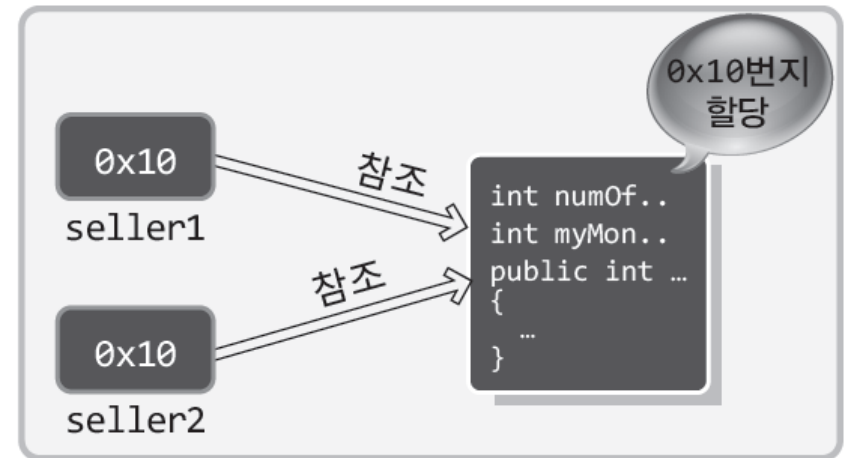 0x10번지
할당
0x10
seller1
참조
int numOf..
int myMon..
public int …
{
…
}
참조
0x10
seller2